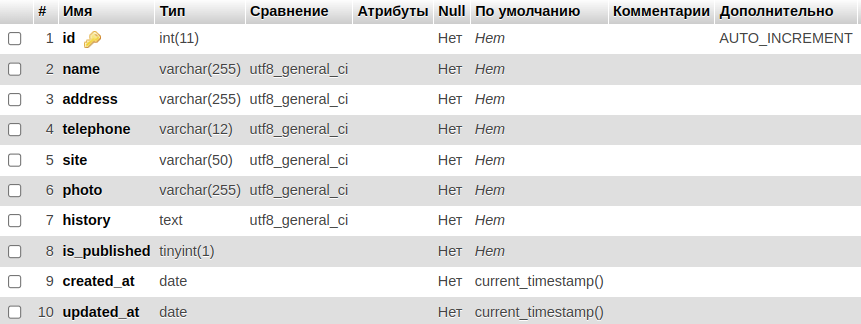 # Имя Тип Сравнение Атрибуты Null По умолчанию Комментарии Дополнительно
1 id int(11) Нет Нет AUTO_INCREMENT
2 name varchar(255) utf8_general_ci Нет Нет
3 address varchar(255) utf8_general_ci Нет Нет
4 telephone varchar(12) utf8_general_ci Нет Нет
5 site varchar(50) utf8_general_ci Нет Нет
6 photo varchar(255) utf8_general_ci Нет Нет
7 history text utf8_general_ci Нет Нет
8 is_published tinyint(1) Нет Нет
9 created_at date Нет current_timestamp()
10 updated_at date Нет current_timestamp()